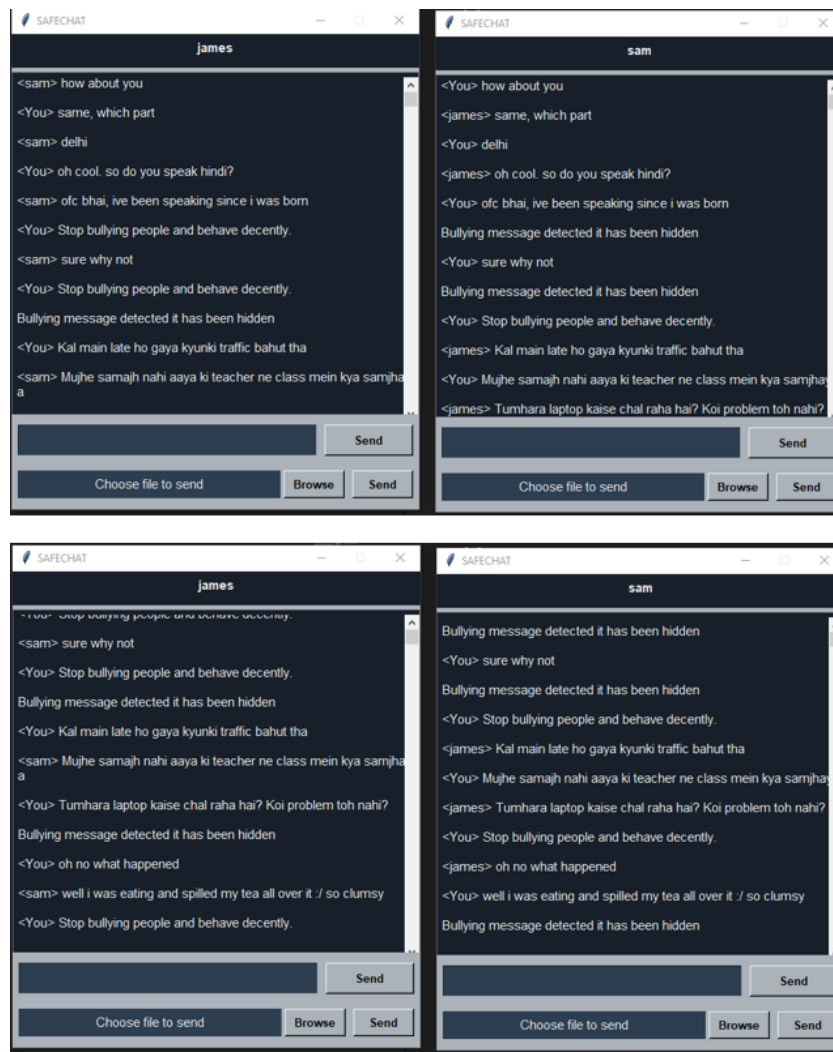 SAFECHAT
james
<sam> how about you
<You> same, which part
<sam> delhi
<You> oh cool. so do you speak hindi?
<sam> ofc bhai, ive been speaking since i was born
<You> Stop bullying people and behave decently.
<sam> sure why not
<You> Stop bullying people and behave decently.
Bullying message detected it has been hidden
<You> Kal main late ho gaya kyunki traffic bahut tha
<sam> Mujhe samajh nahi aaya ki teacher ne class mein kya samjha
a
Send
Choose file to send
Browse
Send
SAFECHAT
sam
<You> how about you
<james> same, which part
<You> delhi
<james> oh cool. so do you speak hindi?
<You> ofc bhai, ive been speaking since i was born
Bullying message detected it has been hidden
<You> sure why not
Bullying message detected it has been hidden
<You> Stop bullying people and behave decently.
<james> Kal main late ho gaya kyunki traffic bahut tha
<You> Mujhe samajh nahi aaya ki teacher ne class mein kya samjhay
<james> Tumhara laptop kaise chal raha hai? Koi problem toh nahi?
Send
Choose file to send
Browse
Send
SAFECHAT
james
<You> Stop bullying people and behave decently.
<sam> sure why not
<You> Stop bullying people and behave decently.
Bullying message detected it has been hidden
<You> Kal main late ho gaya kyunki traffic bahut tha
<sam> Mujhe samajh nahi aaya ki teacher ne class mein kya samjha
a
<You> Tumhara laptop kaise chal raha hai? Koi problem toh nahi?
Bullying message detected it has been hidden
<You> oh no what happened
<sam> well i was eating and spilled my tea all over it :/ so clumsy
<You> Stop bullying people and behave decently.
Send
Choose file to send
Browse
Send
SAFECHAT
sam
Bullying message detected it has been hidden
<You> sure why not
Bullying message detected it has been hidden
<You> Stop bullying people and behave decently.
<james> Kal main late ho gaya kyunki traffic bahut tha
<You> Mujhe samajh nahi aaya ki teacher ne class mein kya samjhay
<james> Tumhara laptop kaise chal raha hai? Koi problem toh nahi?
<You> Stop bullying people and behave decently.
<james> oh no what happened
<You> well i was eating and spilled my tea all over it :/ so clumsy
Bullying message detected it has been hidden
Send
Choose file to send
Browse
Send